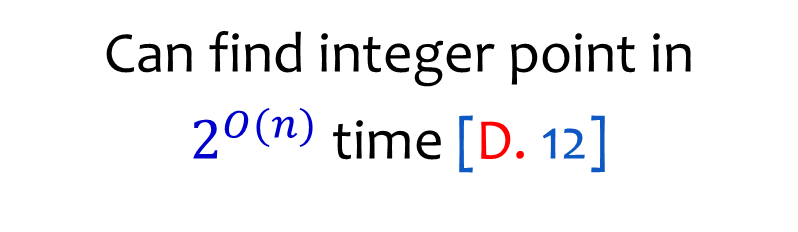 Can find integer point in
2^{O(n)} time [D. 12]